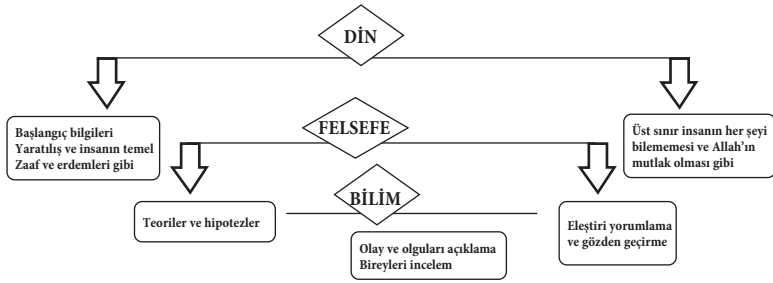 DİN
Başlangıç bilgileri
Yaratılış ve insanın temel
Zaaf ve erdemleri gibi
Üst sınır insanın her şeyi
bilememesi ve Allah’ın
mutlak olması gibi
FELSEFE
Teoriler ve hipotezler
Eleştiri yorumlama
ve gözden geçirme
BİLİM
Olay ve olguları açıklama
Bireyleri incelem